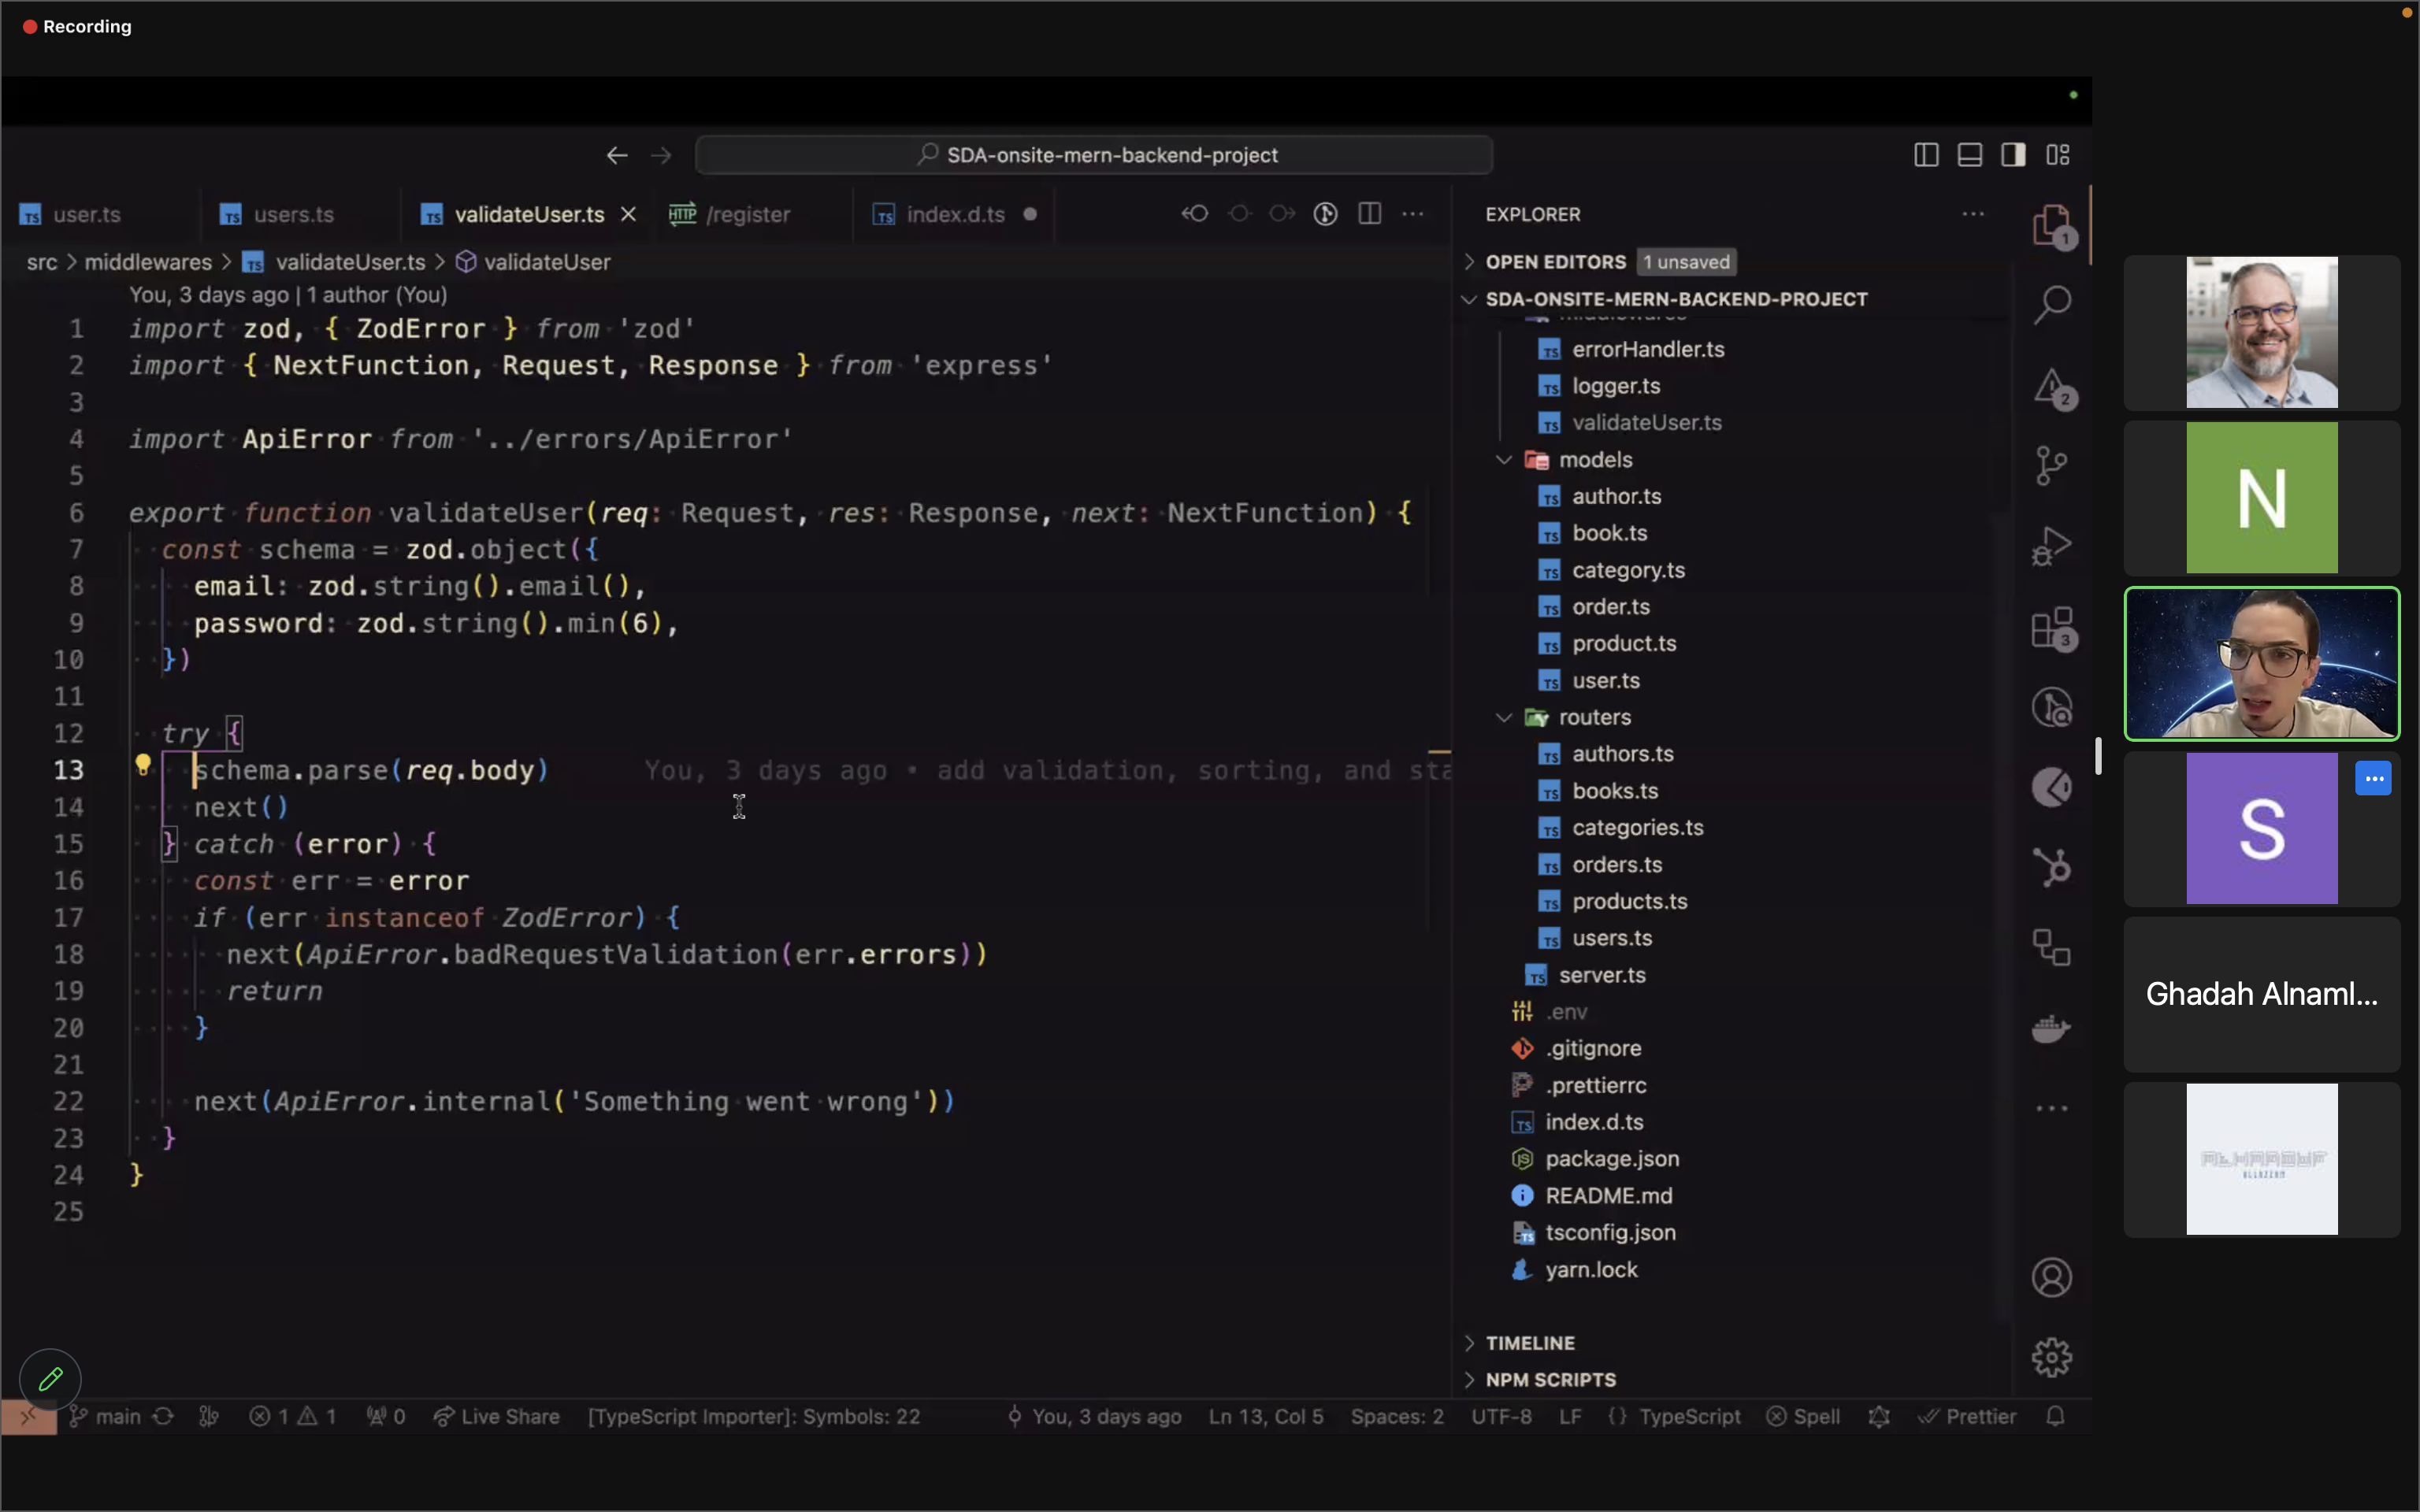 Recording
SDA-onsite-mern-backend-project
user.ts
users.ts
validateUser.ts
HTTP /register
index.d.ts
src > middlewares > validateUser.ts > validateUser
You, 3 days ago | 1 author (You)
1 import zod, { ZodError } from 'zod'
2 import { NextFunction, Request, Response } from 'express'
3
4 import ApiError from '../errors/ApiError'
5
6 export function validateUser(req: Request, res: Response, next: NextFunction) {
7 const schema = zod.object({
8 email: zod.string().email(),
9 password: zod.string().min(6),
10 })
11
12 try {
13 schema.parse(req.body) You, 3 days ago • add validation, sorting, and sta
14 next()
15 } catch (error) {
16 const err = error
17 if (err instanceof ZodError) {
18 next(ApiError.badRequestValidation(err.errors))
19 return
20 }
21
22 next(ApiError.internal('Something went wrong'))
23 }
24 }
25
EXPLORER
OPEN EDITORS 1 unsaved
SDA-ONSITE-MERN-BACKEND-PROJECT
errorHandler.ts
logger.ts
validateUser.ts
models
author.ts
book.ts
category.ts
order.ts
product.ts
user.ts
routers
authors.ts
books.ts
categories.ts
orders.ts
products.ts
users.ts
server.ts
.env
.gitignore
.prettierrc
index.d.ts
package.json
README.md
tsconfig.json
yarn.lock
TIMELINE
NPM SCRIPTS
1
2
3
main 1 1 0 Live Share [TypeScript Importer]: Symbols: 22 You, 3 days ago Ln 13, Col 5 Spaces: 2 UTF-8 LF {} TypeScript Spell Prettier
N
S
Ghadah Alnaml...